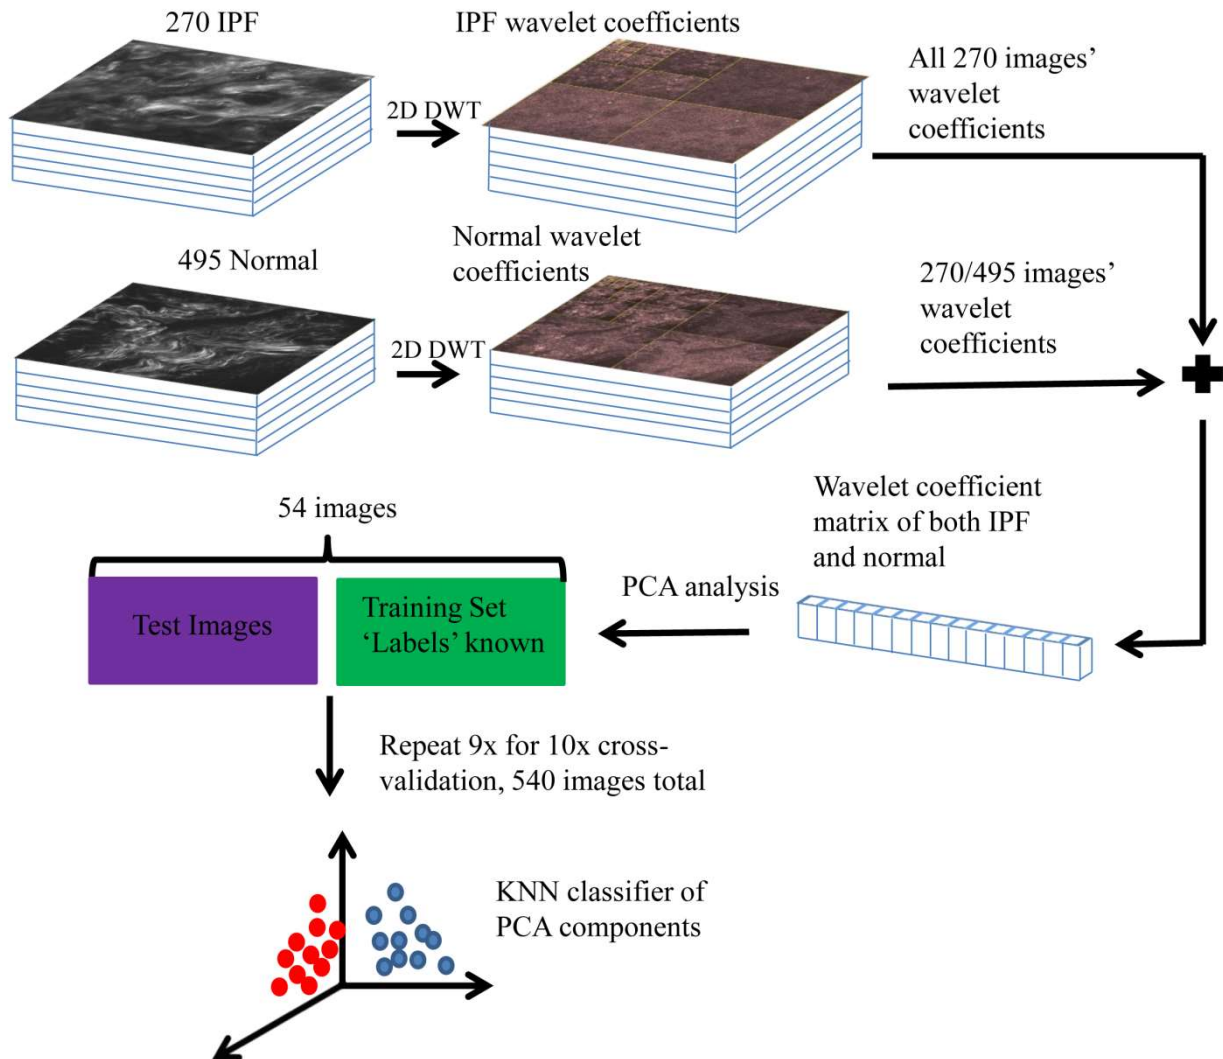 270 IPF
IPF wavelet coefficients
All 270 images’
wavelet
coefficients
2D DWT
495 Normal
Normal wavelet
coefficients
270/495 images’
wavelet
coefficients
2D DWT
Wavelet coefficient
matrix of both IPF
and normal
54 images
PCA analysis
Test Images
Training Set
‘Labels’ known
Repeat 9x for 10x cross-
validation, 540 images total
KNN classifier of
PCA components